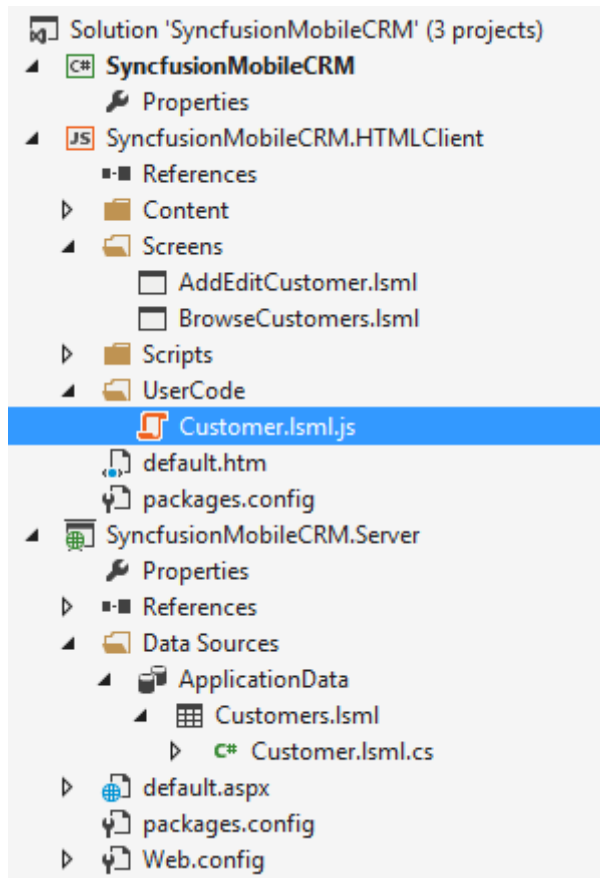 Solution 'SyncfusionMobileCRM' (3 projects)
C# SyncfusionMobileCRM
Properties
JS SyncfusionMobileCRM.HTMLClient
References
Content
Screens
AddEditCustomer.lsml
BrowseCustomers.lsml
Scripts
UserCode
Customer.lsml.js
default.htm
packages.config
SyncfusionMobileCRM.Server
Properties
References
Data Sources
ApplicationData
Customers.lsml
C# Customer.lsml.cs
default.aspx
packages.config
Web.config